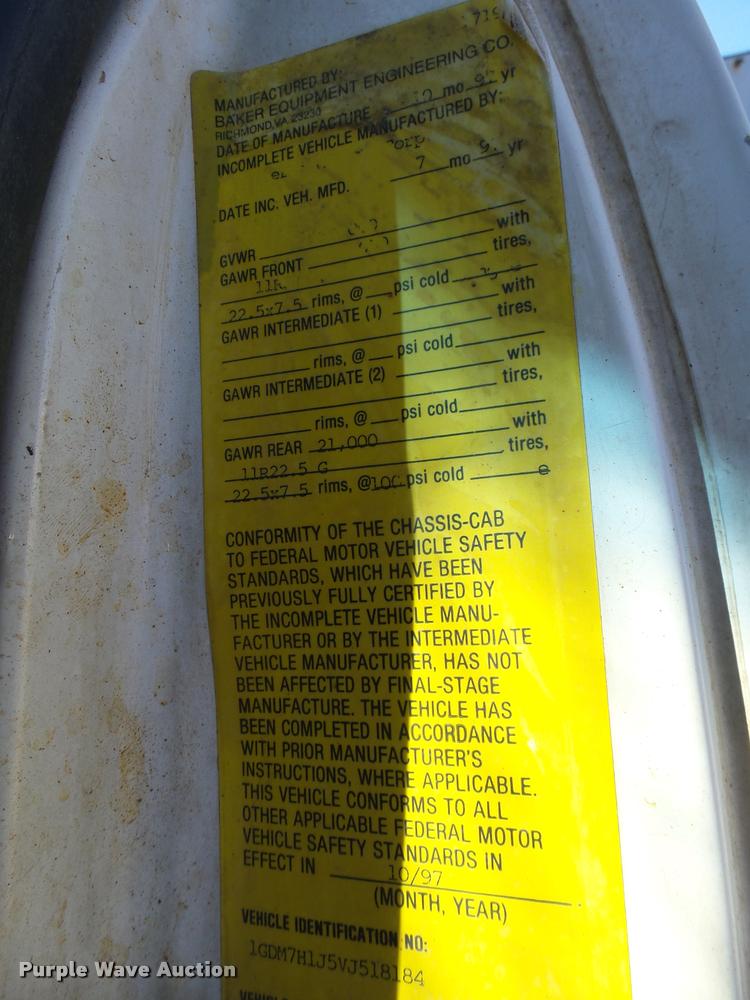 MANUFACTURED BY:
BAKER EQUIPMENT ENGINEERING CO.
RICHMOND, VA. 23230
DATE OF MANUFACTURE 10 mo yr
INCOMPLETE VEHICLE MANUFACTURED BY:
DATE INC. VEH. MFD. 7 mo yr
GVWR
GAWR FRONT with
tires,
22.5x7.5 rims, @ psi cold
GAWR INTERMEDIATE (1) with
tires,
rims, @ psi cold
GAWR INTERMEDIATE (2) with
tires,
rims, @ psi cold
GAWR REAR 21,000 with
11R22.5 G tires,
22.5x7.5 rims, @100 psi cold
CONFORMITY OF THE CHASSIS-CAB
TO FEDERAL MOTOR VEHICLE SAFETY
STANDARDS, WHICH HAVE BEEN
PREVIOUSLY FULLY CERTIFIED BY
THE INCOMPLETE VEHICLE MANU-
FACTURER OR BY THE INTERMEDIATE
VEHICLE MANUFACTURER, HAS NOT
BEEN AFFECTED BY FINAL-STAGE
MANUFACTURE. THE VEHICLE HAS
BEEN COMPLETED IN ACCORDANCE
WITH PRIOR MANUFACTURER'S
INSTRUCTIONS, WHERE APPLICABLE.
THIS VEHICLE CONFORMS TO ALL
OTHER APPLICABLE FEDERAL MOTOR
VEHICLE SAFETY STANDARDS IN
EFFECT IN 10/97
(MONTH, YEAR)
VEHICLE IDENTIFICATION NO:
1GDM7H1J5VJ518184
Purple Wave Auction